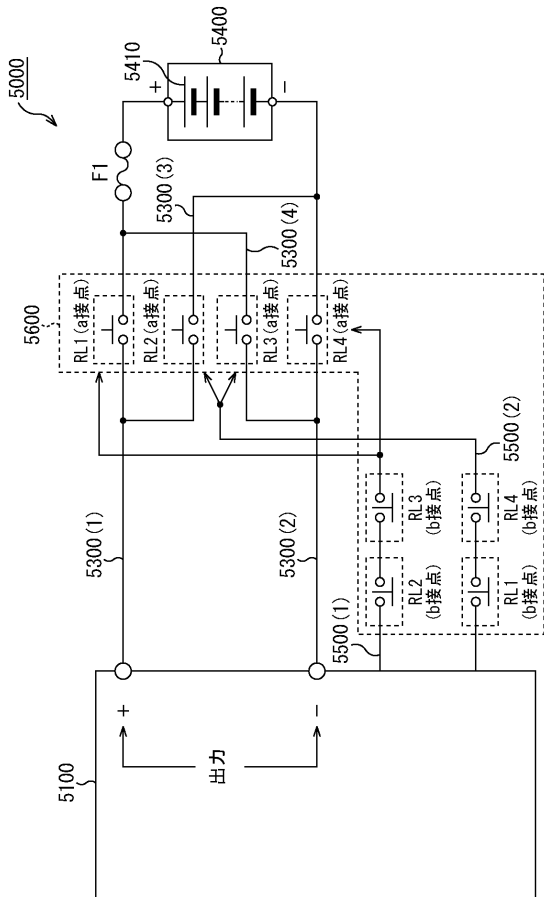 5000
5400
5410
+
−
F1
5300(3)
5300(4)
5600
RL1(a接点)
RL2(a接点)
RL3(a接点)
RL4(a接点)
5300(1)
5300(2)
5500(2)
RL3
(b接点)
RL4
(b接点)
RL2
(b接点)
RL1
(b接点)
5500(1)
5100
+
−
出力